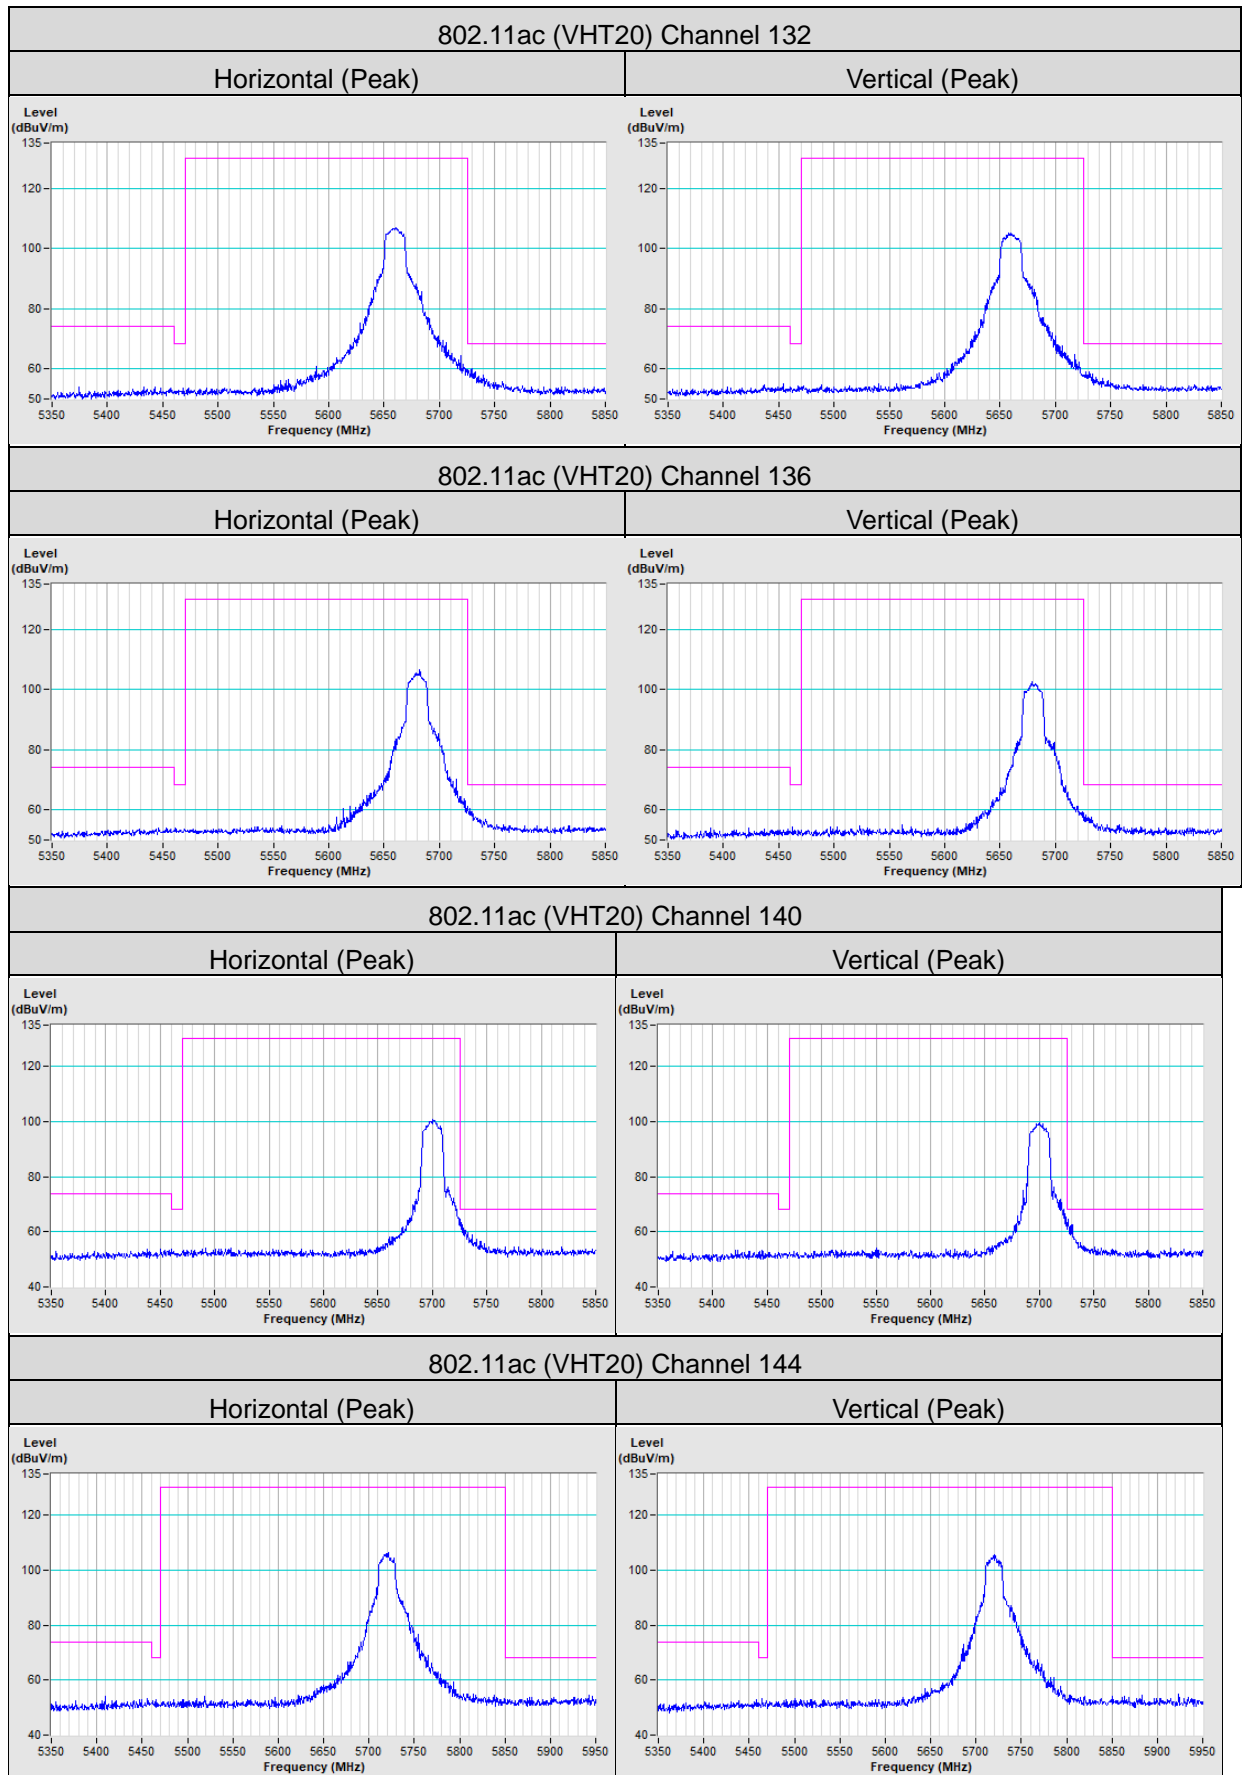 802.11ac (VHT20) Channel 132
Horizontal (Peak) Vertical (Peak)
Level
(dBuV/m)
135
120
100
80
60
50
5350 5400 5450 5500 5550 5600 5650 5700 5750 5800 5850
Frequency (MHz)
Level
(dBuV/m)
135
120
100
80
60
50
5350 5400 5450 5500 5550 5600 5650 5700 5750 5800 5850
Frequency (MHz)
802.11ac (VHT20) Channel 136
Horizontal (Peak) Vertical (Peak)
Level
(dBuV/m)
135
120
100
80
60
50
5350 5400 5450 5500 5550 5600 5650 5700 5750 5800 5850
Frequency (MHz)
Level
(dBuV/m)
135
120
100
80
60
50
5350 5400 5450 5500 5550 5600 5650 5700 5750 5800 5850
Frequency (MHz)
802.11ac (VHT20) Channel 140
Horizontal (Peak) Vertical (Peak)
Level
(dBuV/m)
135
120
100
80
60
40
5350 5400 5450 5500 5550 5600 5650 5700 5750 5800 5850
Frequency (MHz)
Level
(dBuV/m)
135
120
100
80
60
40
5350 5400 5450 5500 5550 5600 5650 5700 5750 5800 5850
Frequency (MHz)
802.11ac (VHT20) Channel 144
Horizontal (Peak) Vertical (Peak)
Level
(dBuV/m)
135
120
100
80
60
40
5350 5400 5450 5500 5550 5600 5650 5700 5750 5800 5850 5900 5950
Frequency (MHz)
Level
(dBuV/m)
135
120
100
80
60
40
5350 5400 5450 5500 5550 5600 5650 5700 5750 5800 5850 5900 5950
Frequency (MHz)